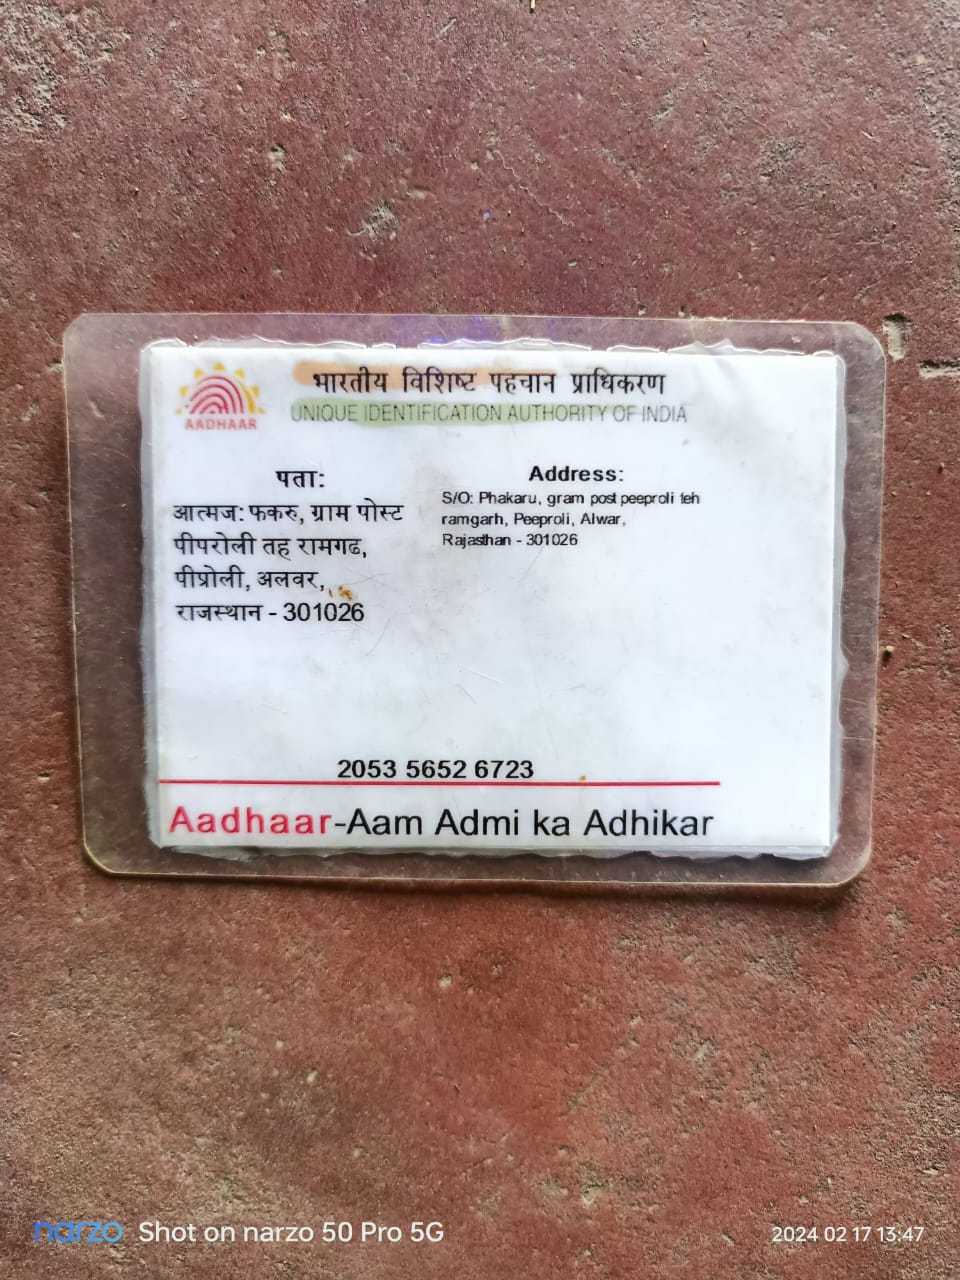 भारतीय विशिष्ट पहचान प्राधिकरण
UNIQUE IDENTIFICATION AUTHORITY OF INDIA
AADHAAR
पता:
आत्मज: फकरु, ग्राम पोस्ट
पीपरोली तह रामगढ,
पीप्रोली, अलवर,
राजस्थान - 301026
Address:
S/O: Phakaru, gram post peeproli teh
ramgarh, Peeproli, Alwar,
Rajasthan - 301026
2053 5652 6723
Aadhaar-Aam Admi ka Adhikar
narzo Shot on narzo 50 Pro 5G
2024 02 17 13:47